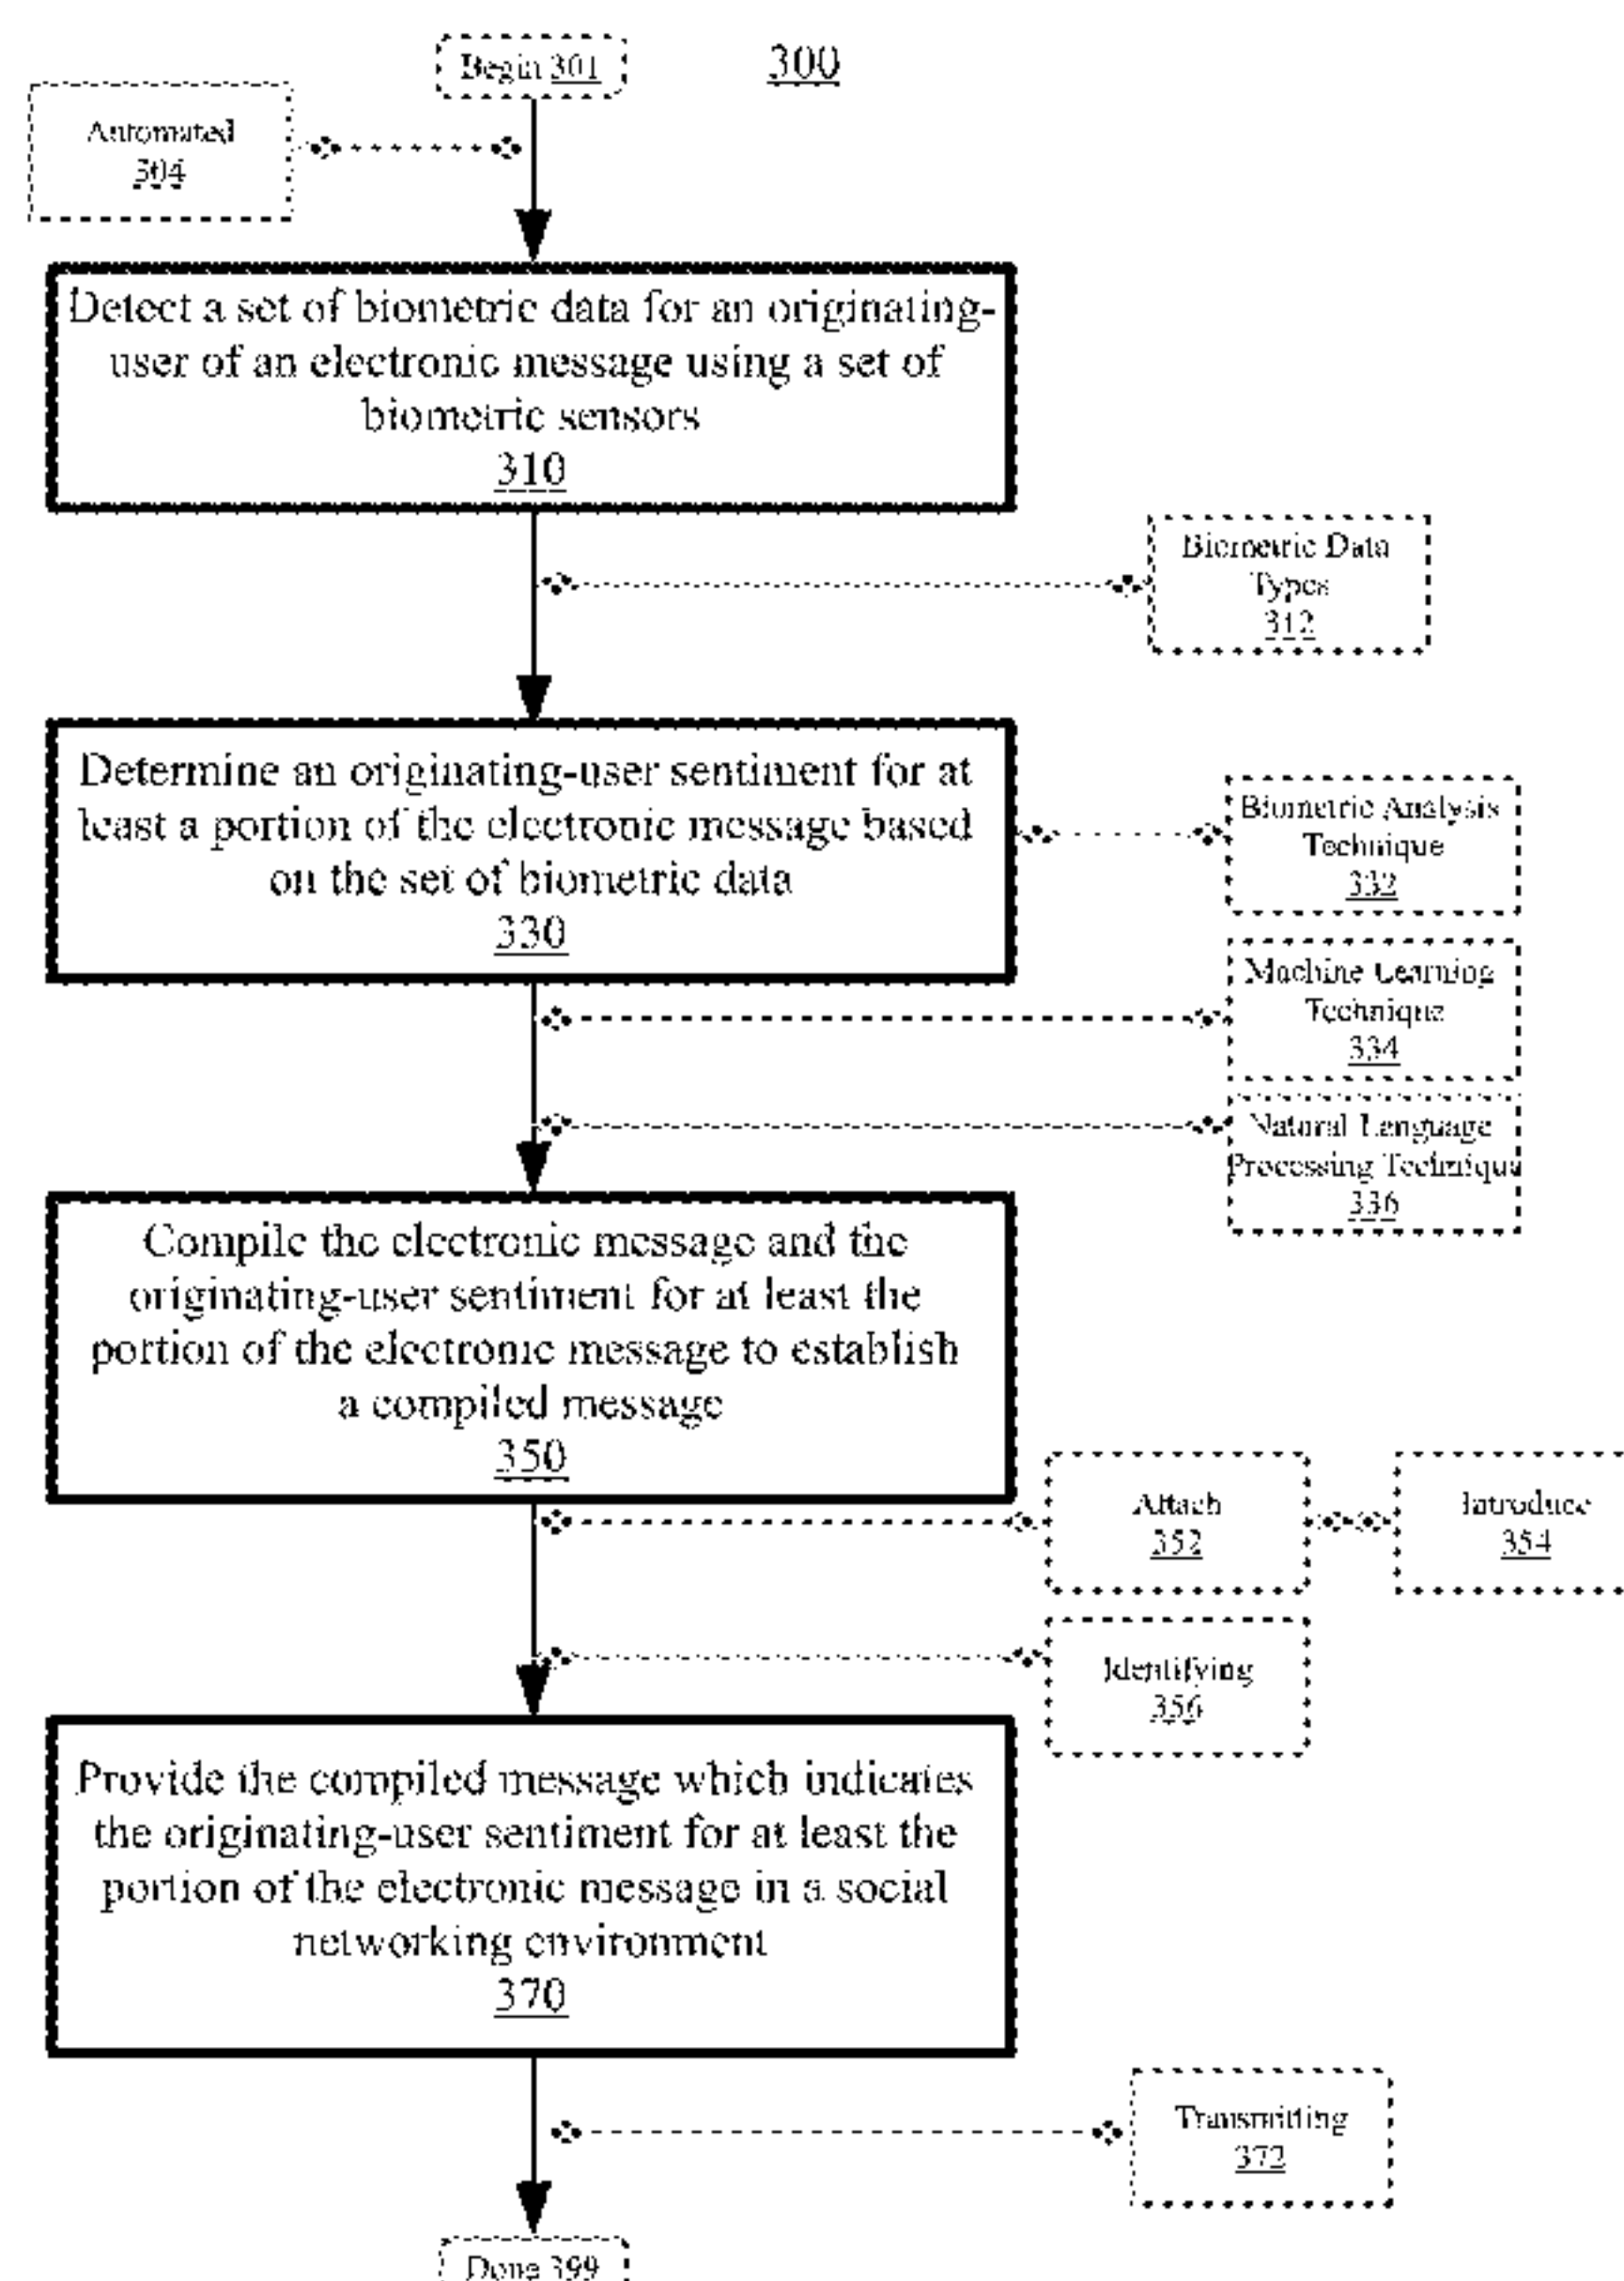 Begin 301
300
Automated
304
Detect a set of biometric data for an originating-
user of an electronic message using a set of
biometric sensors
310
Biometric Data
Types
312
Determine an originating-user sentiment for at
least a portion of the electronic message based
on the set of biometric data
330
Biometric Analysis
Technique
332
Machine Learning
Technique
334
Natural Language
Processing Technique
336
Compile the electronic message and the
originating-user sentiment for at least the
portion of the electronic message to establish
a compiled message
350
Attach
352
Introduce
354
Identifying
356
Provide the compiled message which indicates
the originating-user sentiment for at least the
portion of the electronic message in a social
networking environment
370
Transmitting
372
Done 399